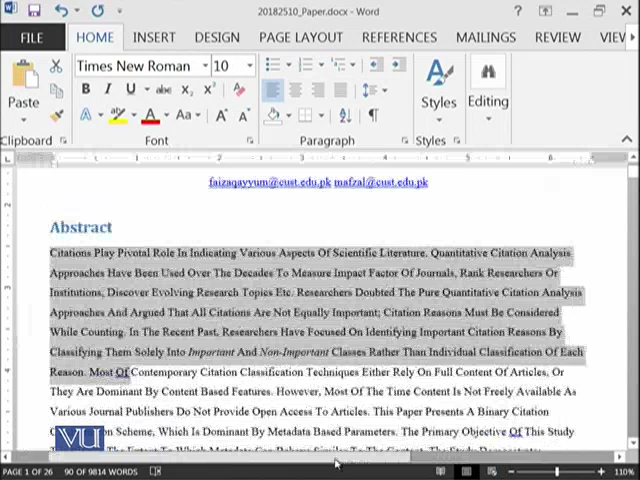 20182510_Paper.docx - Word
FILE HOME INSERT DESIGN PAGE LAYOUT REFERENCES MAILINGS REVIEW VIEW
Times New Roman 10
Paste
Styles
Editing
Clipboard Font Paragraph Styles
faizaqayyum@cust.edu.pk mafzal@cust.edu.pk
Abstract
Citations Play Pivotal Role In Indicating Various Aspects Of Scientific Literature. Quantitative Citation Analysis
Approaches Have Been Used Over The Decades To Measure Impact Factor Of Journals, Rank Researchers Or
Institutions, Discover Evolving Research Topics Etc. Researchers Doubted The Pure Quantitative Citation Analysis
Approaches And Argued That All Citations Are Not Equally Important; Citation Reasons Must Be Considered
While Counting. In The Recent Past, Researchers Have Focused On Identifying Important Citation Reasons By
Classifying Them Solely Into Important And Non-Important Classes Rather Than Individual Classification Of Each
Reason. Most Of Contemporary Citation Classification Techniques Either Rely On Full Content Of Articles, Or
They Are Dominant By Content Based Features. However, Most Of The Time Content Is Not Freely Available As
Various Journal Publishers Do Not Provide Open Access To Articles. This Paper Presents A Binary Citation
Scheme, Which Is Dominant By Metadata Based Parameters. The Primary Objective Of This Study
VU
PAGE 1 OF 26 90 OF 9814 WORDS 110%